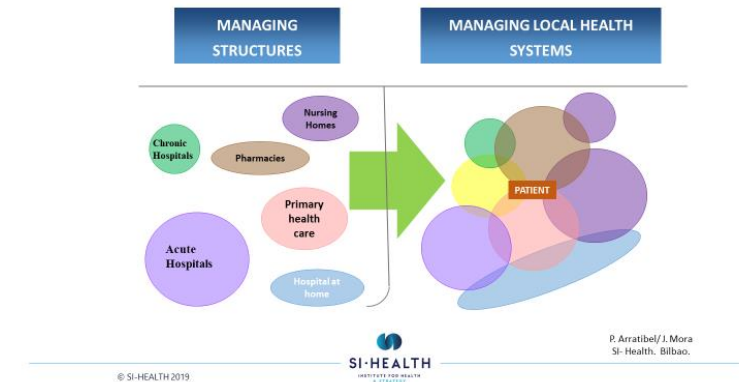 MANAGING
STRUCTURES
MANAGING LOCAL HEALTH
SYSTEMS
Nursing
Homes
Chronic
Hospitals
Pharmacies
Primary
health
care
Acute
Hospitals
Hospital at
home
PATIENT
P. Arratibel/ J. Mora
SI- Health. Bilbao.
SI-HEALTH
INSTITUTE FOR HEALTH
& STRATEGY
© SI-HEALTH 2019